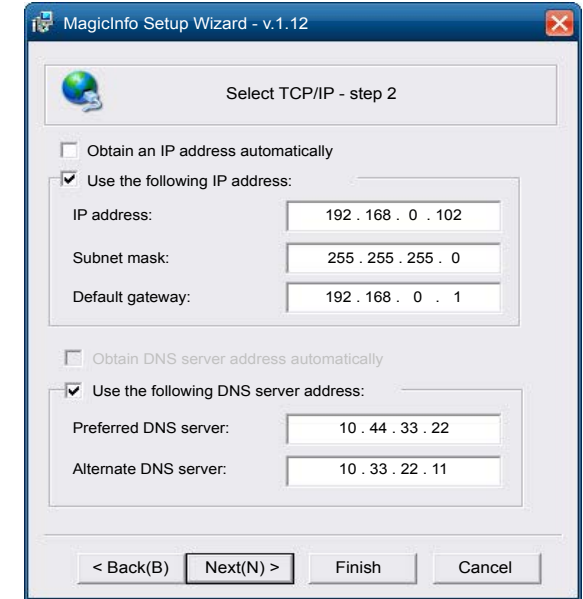 MagicInfo Setup Wizard - v.1.12
Select TCP/IP - step 2
Obtain an IP address automatically
Use the following IP address:
IP address: 192 . 168 . 0 . 102
Subnet mask: 255 . 255 . 255 . 0
Default gateway: 192 . 168 . 0 . 1
Obtain DNS server address automatically
Use the following DNS server address:
Preferred DNS server: 10 . 44 . 33 . 22
Alternate DNS server: 10 . 33 . 22 . 11
< Back(B) Next(N) > Finish Cancel